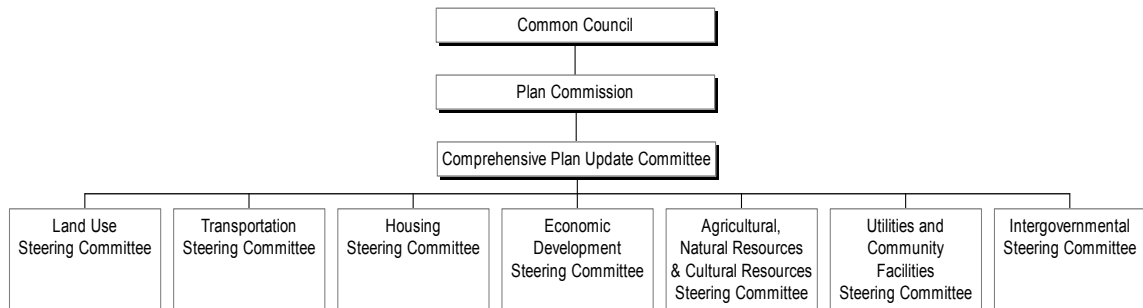 Common Council
Plan Commission
Comprehensive Plan Update Committee
Land Use
Steering Committee
Transportation
Steering Committee
Housing
Steering Committee
Economic
Development
Steering Committee
Agricultural,
Natural Resources
& Cultural Resources
Steering Committee
Utilities and
Community
Facilities
Steering Committee
Intergovernmental
Steering Committee